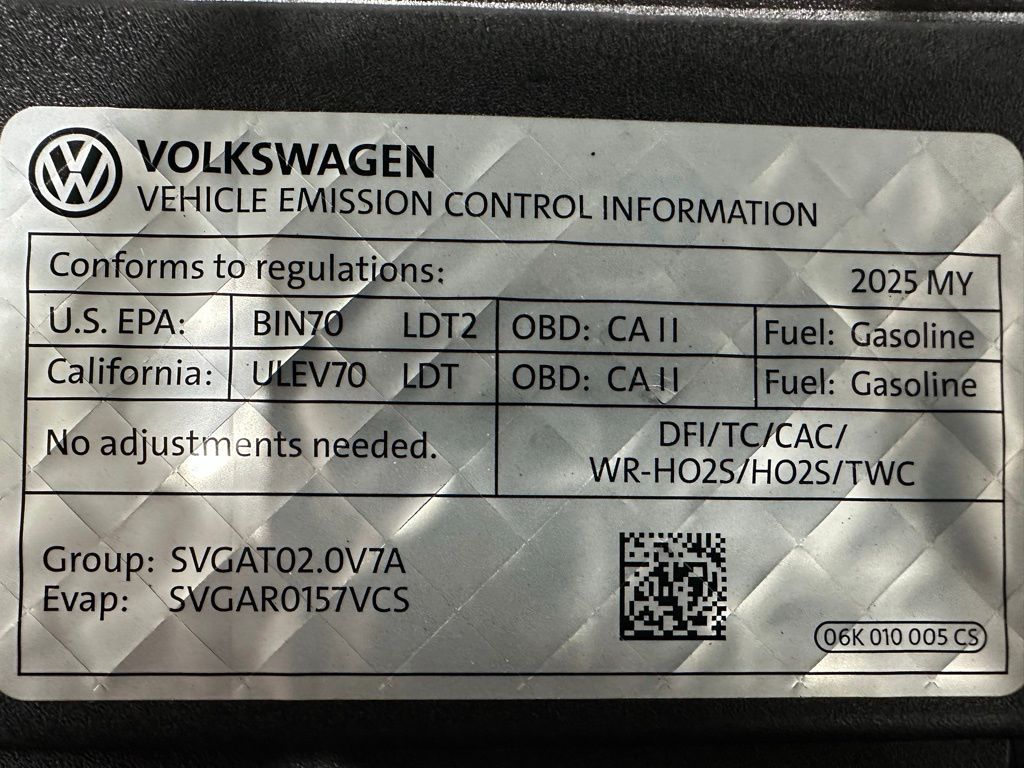 VOLKSWAGEN
VEHICLE EMISSION CONTROL INFORMATION
Conforms to regulations: 2025 MY
U.S. EPA: BIN70 LDT2 OBD: CA II Fuel: Gasoline
California: ULEV70 LDT OBD: CA II Fuel: Gasoline
No adjustments needed.
DFI/TC/CAC/
WR-HO2S/HO2S/TWC
Group: SVGAT02.0V7A
Evap: SVGAR0157VCS
06K 010 005 CS